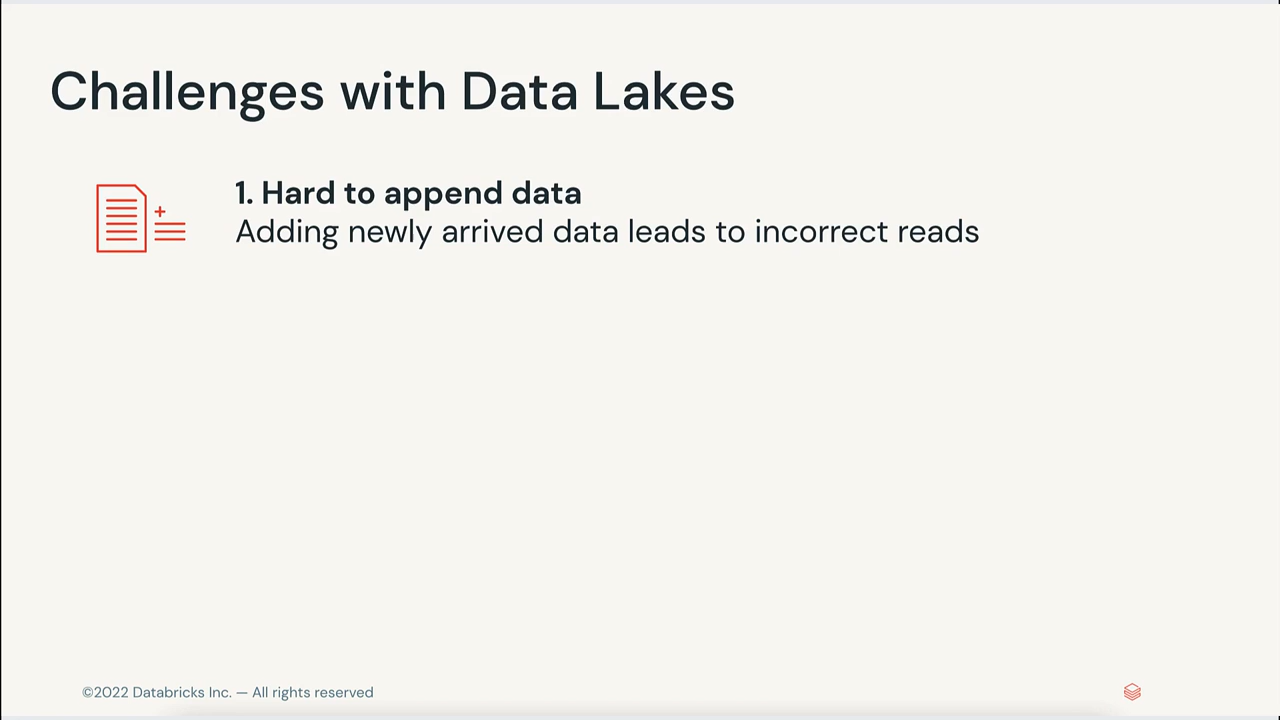 Challenges with Data Lakes
1. Hard to append data
Adding newly arrived data leads to incorrect reads
©2022 Databricks Inc. — All rights reserved